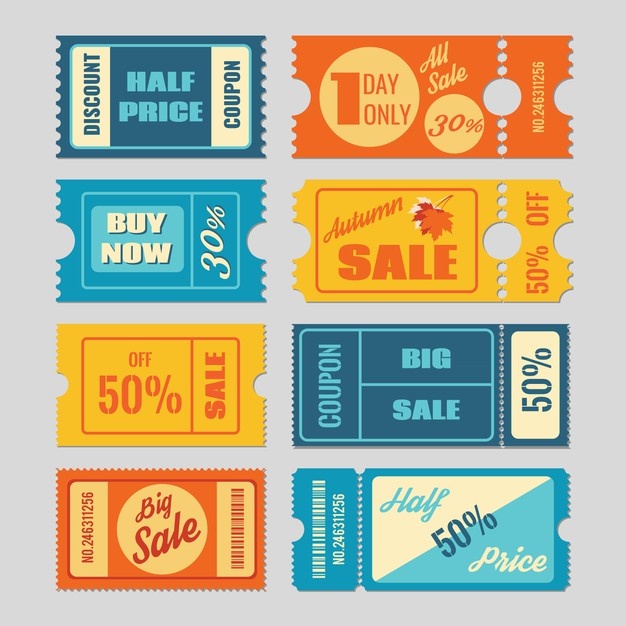 DISCOUNT
HALF
PRICE
COUPON
1 DAY
ONLY
All
Sale
30%
NO.246311256
BUY
NOW
30%
Autumn
SALE
50% OFF
OFF
50%
SALE
COUPON
BIG
SALE
50%
NO.246311256
Big
Sale
NO.246311256
Half
50%
Price